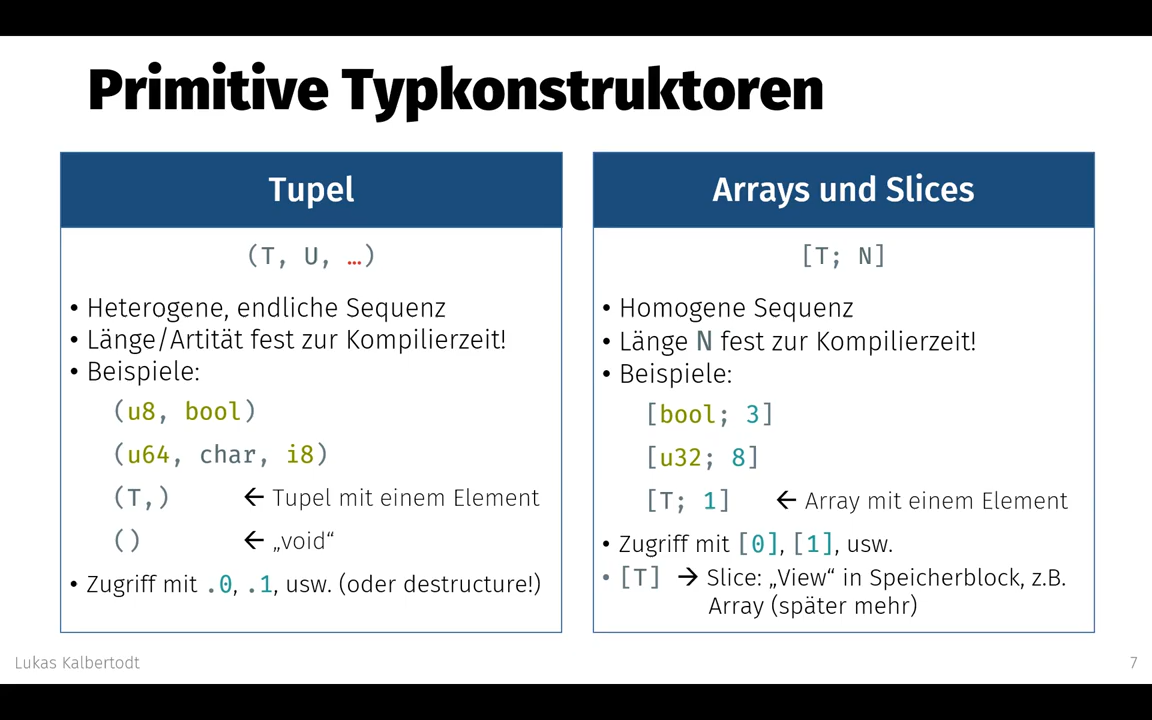 Primitive Typkonstruktoren
Tupel
(T, U, …)
• Heterogene, endliche Sequenz
• Länge/Artität fest zur Kompilierzeit!
• Beispiele:
(u8, bool)
(u64, char, i8)
(T,) ← Tupel mit einem Element
() ← „void“
• Zugriff mit .0, .1, usw. (oder destructure!)
Arrays und Slices
[T; N]
• Homogene Sequenz
• Länge N fest zur Kompilierzeit!
• Beispiele:
[bool; 3]
[u32; 8]
[T; 1] ← Array mit einem Element
• Zugriff mit [0], [1], usw.
• [T] → Slice: „View“ in Speicherblock, z.B.
Array (später mehr)
Lukas Kalbertodt
7